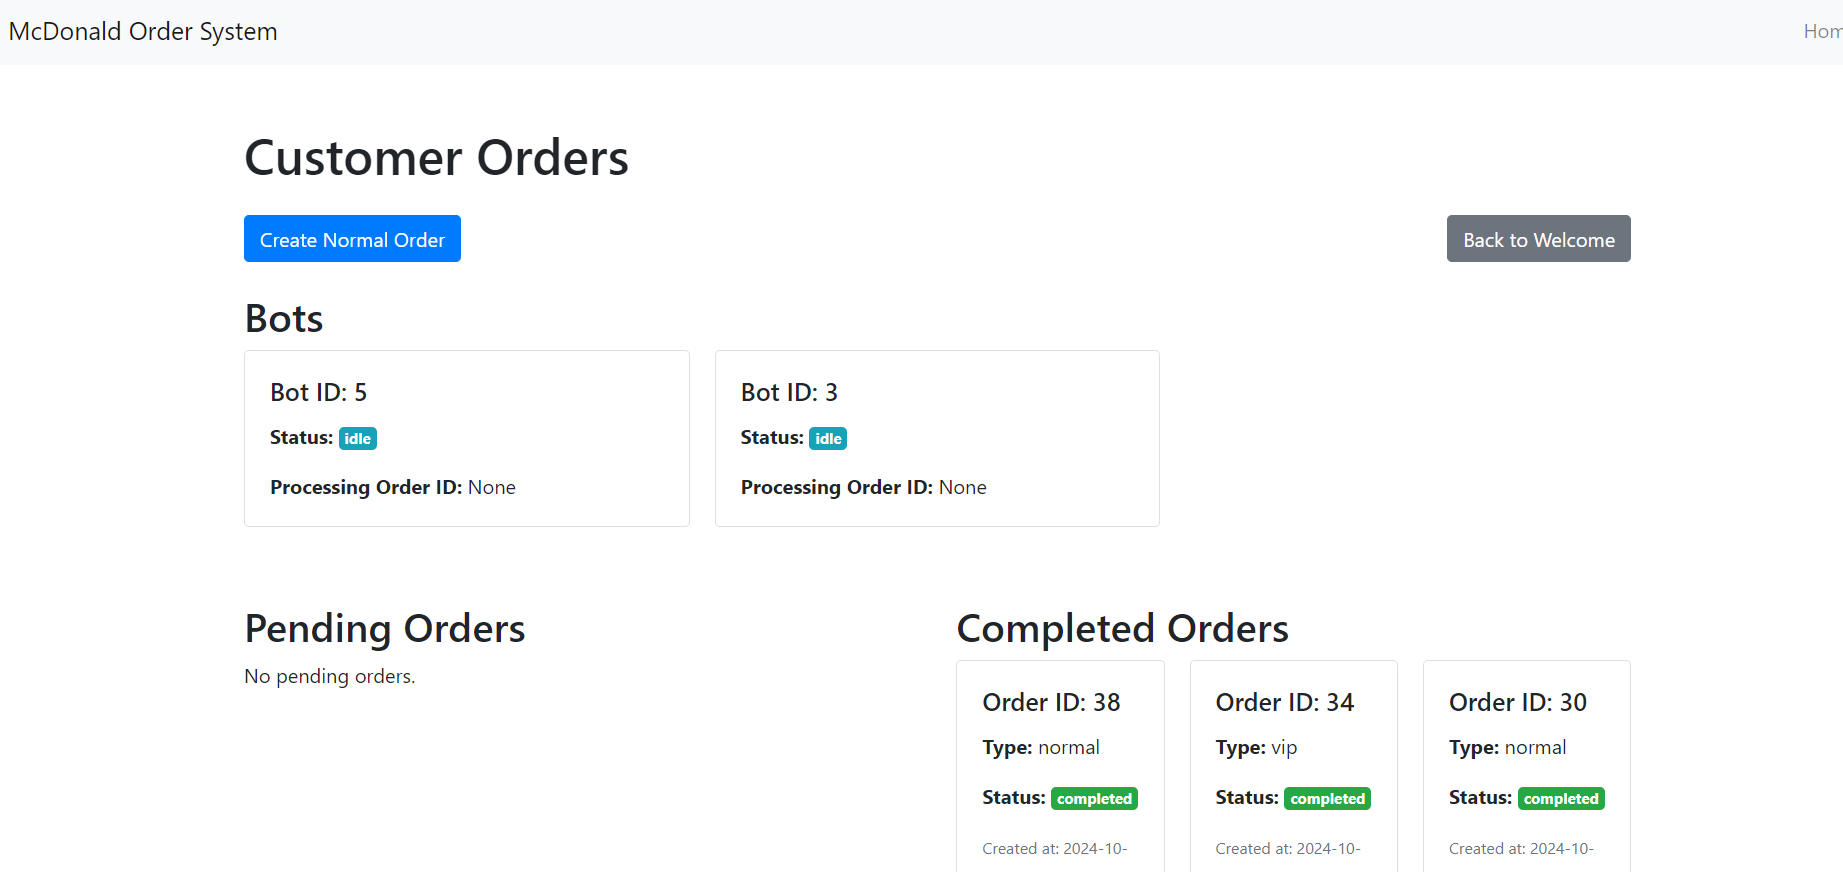 McDonald Order System
Customer Orders
Create Normal Order
Back to Welcome
Bots
Bot ID: 5
Status: idle
Processing Order ID: None
Bot ID: 3
Status: idle
Processing Order ID: None
Pending Orders
No pending orders.
Completed Orders
Order ID: 38
Type: normal
Status: completed
Created at: 2024-10-
Order ID: 34
Type: vip
Status: completed
Created at: 2024-10-
Order ID: 30
Type: normal
Status: completed
Created at: 2024-10-